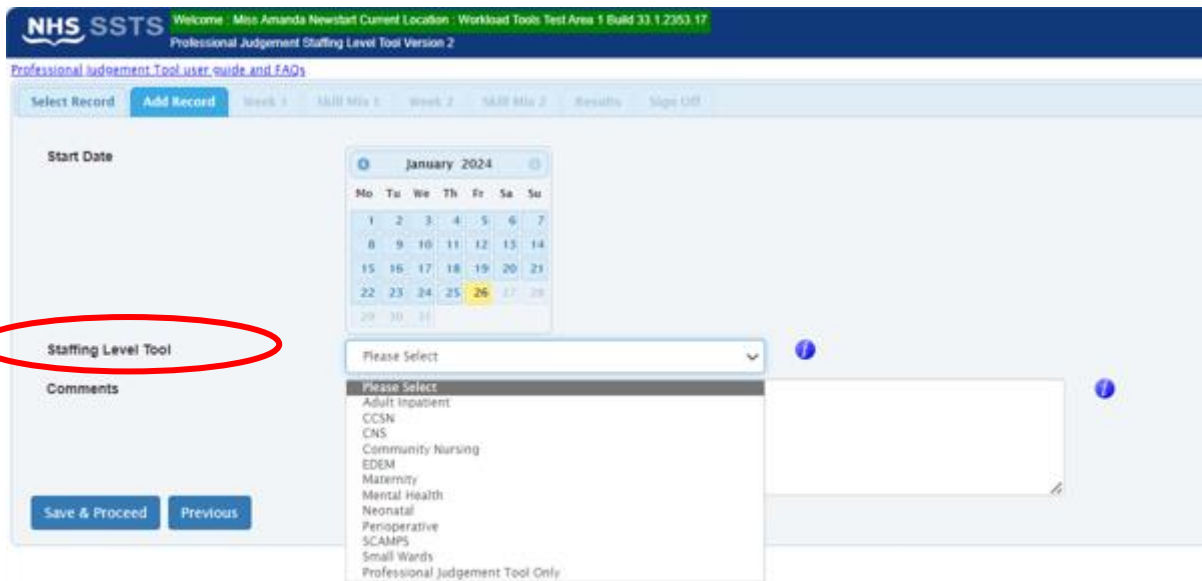 NHS SSTS Welcome : Miss Amanda Newstart Current Location : Workload Tools Test Area 1 Build 33.1.2353.17
Professional Judgement Staffing Level Tool Version 2
Professional Judgement Tool user guide and FAQs
Select Record Add Record Week 1 Skill Mix 1 Week 2 Skill Mix 2 Results Sign Off
Start Date
January 2024
Mo Tu We Th Fr Sa Su
1 2 3 4 5 6 7
8 9 10 11 12 13 14
15 16 17 18 19 20 21
22 23 24 25 26 27 28
29 30 31
Staffing Level Tool
Please Select
Comments
Please Select
Adult Inpatient
CCSN
CNS
Community Nursing
EDEM
Maternity
Mental Health
Neonatal
Perioperative
SCAMPS
Small Wards
Professional Judgement Tool Only
Save & Proceed Previous